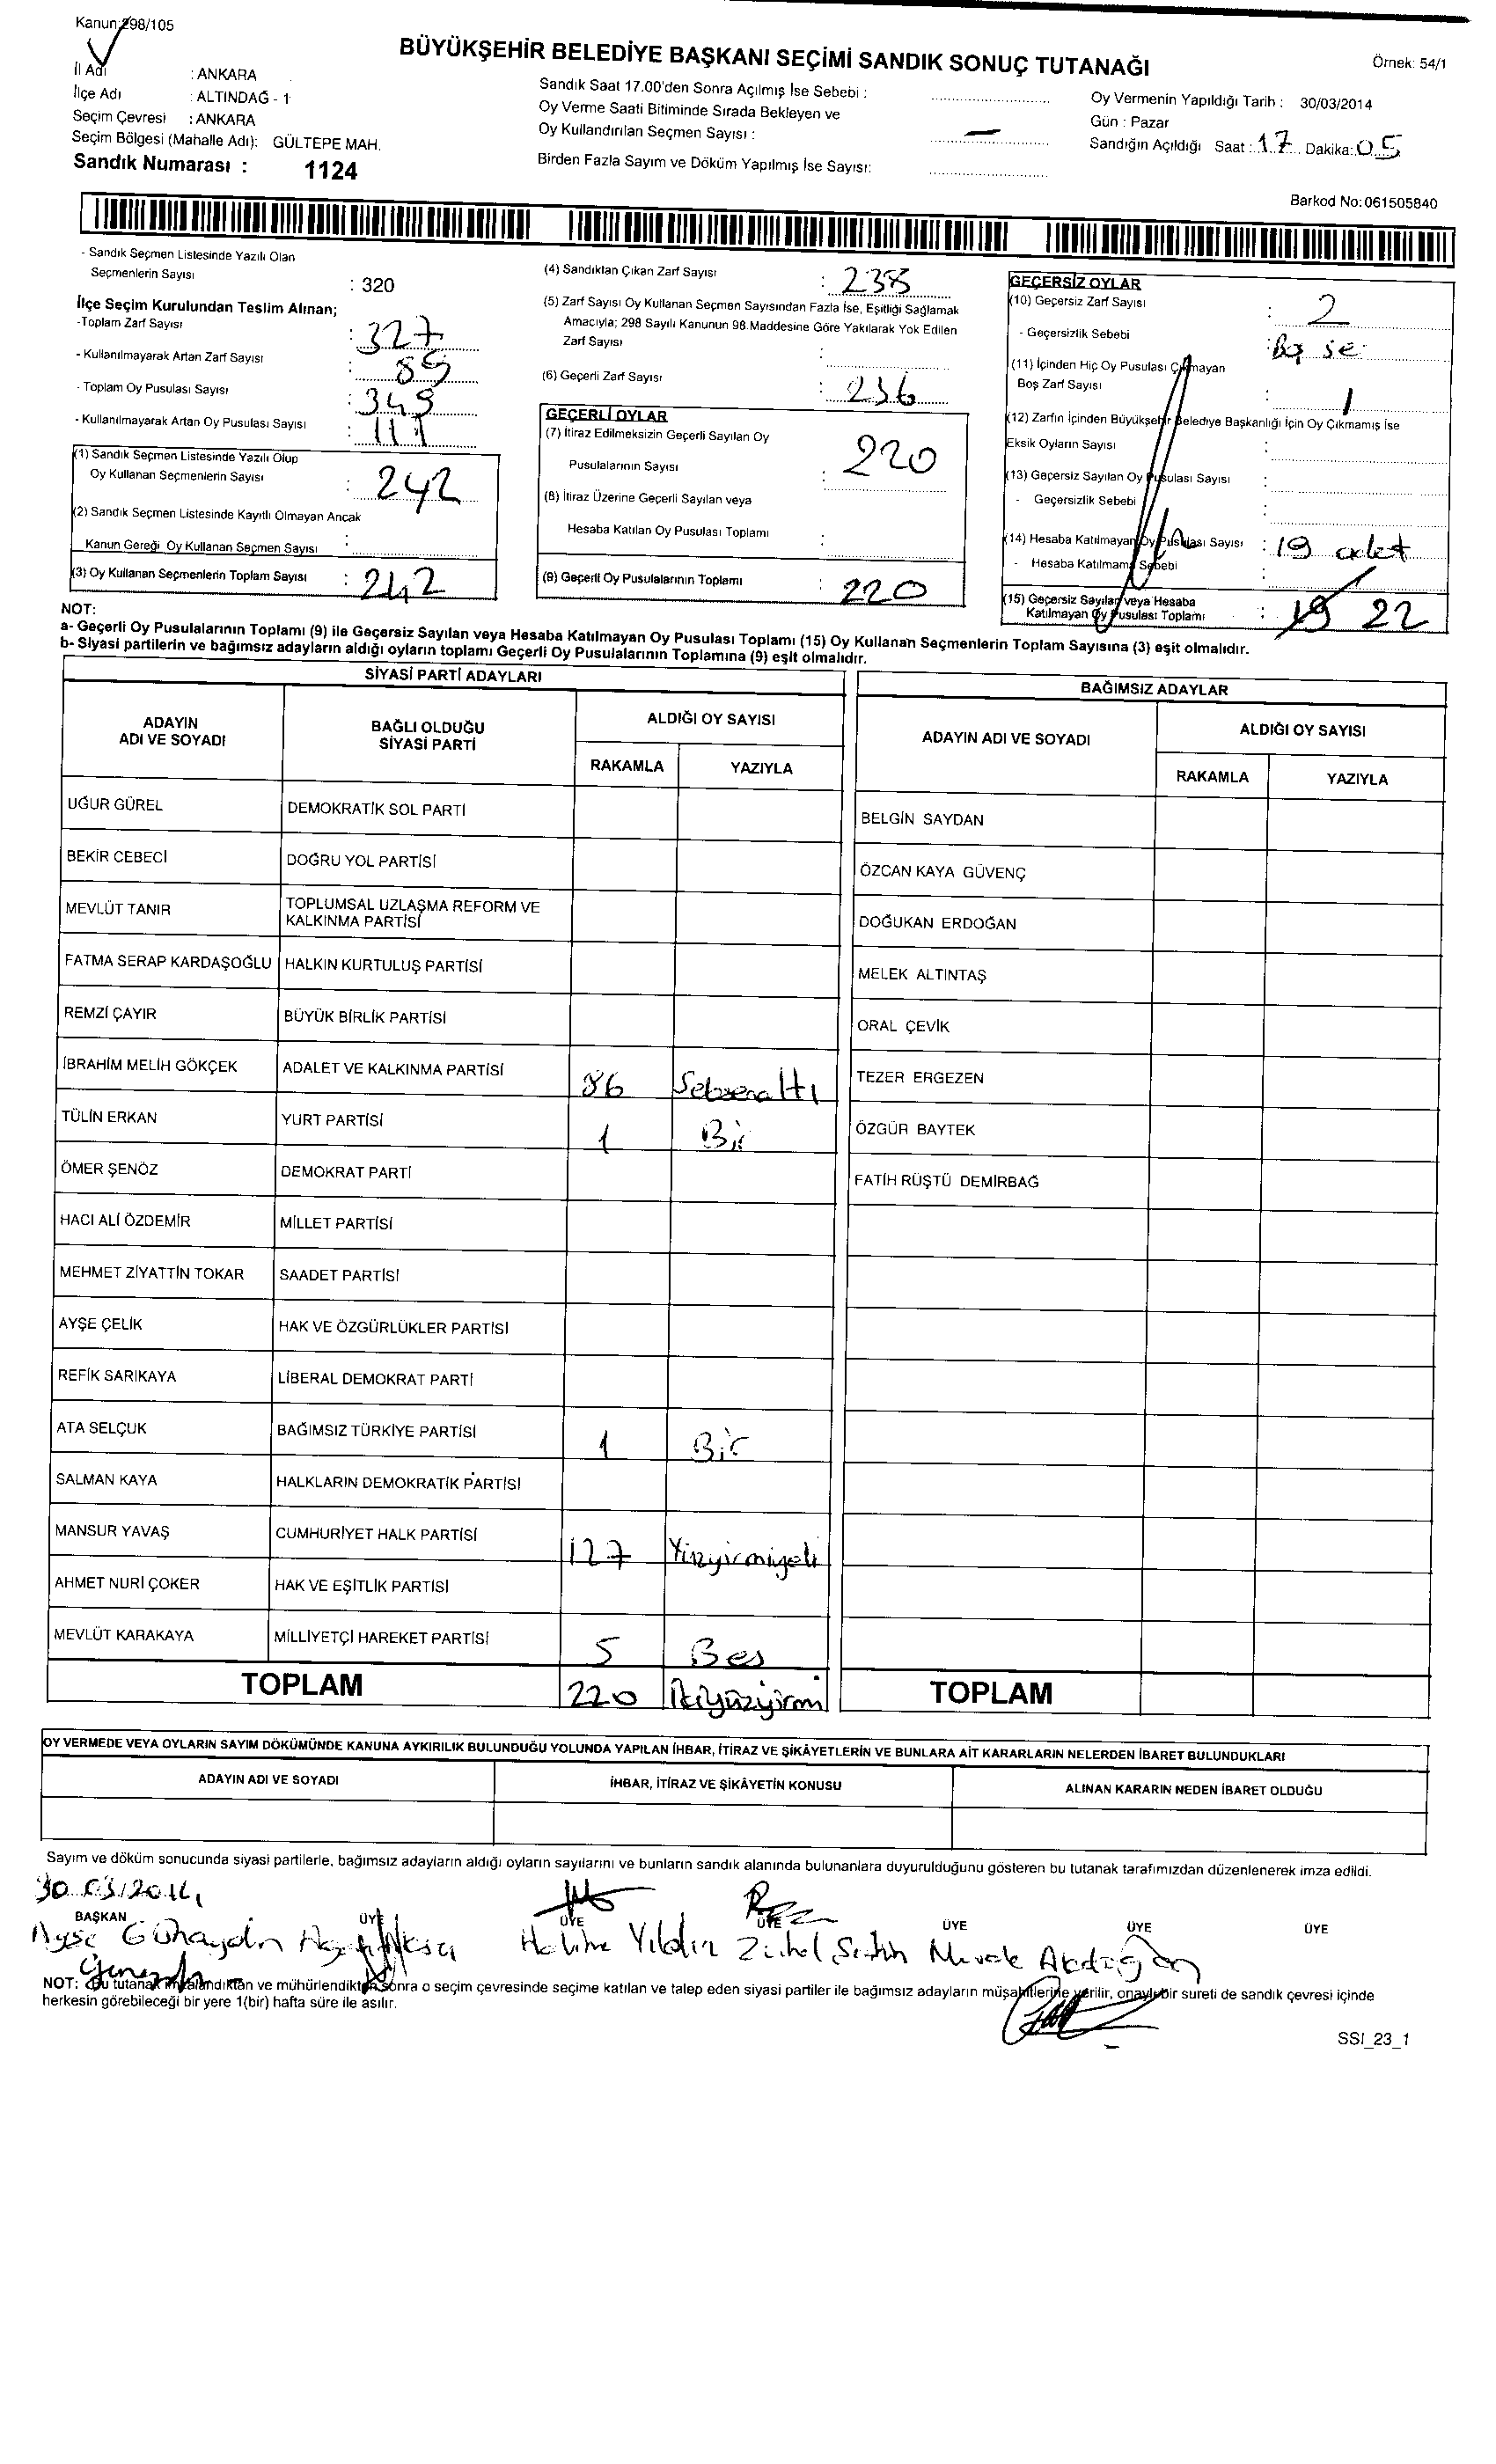 Kanun:298/105
BÜYÜKŞEHİR BELEDİYE BAŞKANI SEÇİMİ SANDIK SONUÇ TUTANAĞI
Örnek: 54/1
İl Adı : ANKARA
İlçe Adı : ALTINDAĞ - 1
Seçim Çevresi : ANKARA
Seçim Bölgesi (Mahalle Adı): GÜLTEPE MAH.
Sandık Numarası : 1124
Sandık Saat 17.00'den Sonra Açılmış İse Sebebi :
Oy Verme Saati Bitiminde Sırada Bekleyen ve
Oy Kullandırılan Seçmen Sayısı : —
Birden Fazla Sayım ve Döküm Yapılmış İse Sayısı:
Oy Vermenin Yapıldığı Tarih : 30/03/2014
Gün : Pazar
Sandığın Açıldığı Saat : 17 Dakika: 05
Barkod No:061505840
- Sandık Seçmen Listesinde Yazılı Olan
Seçmenlerin Sayısı : 320
İlçe Seçim Kurulundan Teslim Alınan;
-Toplam Zarf Sayısı : 327
- Kullanılmayarak Artan Zarf Sayısı : 89
- Toplam Oy Pusulası Sayısı : 349
- Kullanılmayarak Artan Oy Pusulası Sayısı : 111
(1) Sandık Seçmen Listesinde Yazılı Olup
Oy Kullanan Seçmenlerin Sayısı : 242
(2) Sandık Seçmen Listesinde Kayıtlı Olmayan Ancak
Kanun Gereği Oy Kullanan Seçmen Sayısı :
(3) Oy Kullanan Seçmenlerin Toplam Sayısı : 242
(4) Sandıktan Çıkan Zarf Sayısı : 238
(5) Zarf Sayısı Oy Kullanan Seçmen Sayısından Fazla İse, Eşitliği Sağlamak
Amacıyla; 298 Sayılı Kanunun 98.Maddesine Göre Yakılarak Yok Edilen
Zarf Sayısı :
(6) Geçerli Zarf Sayısı : 236
GEÇERLİ OYLAR
(7) İtiraz Edilmeksizin Geçerli Sayılan Oy
Pusulalarının Sayısı : 220
(8) İtiraz Üzerine Geçerli Sayılan veya
Hesaba Katılan Oy Pusulası Toplamı :
(9) Geçerli Oy Pusulalarının Toplamı : 220
GEÇERSİZ OYLAR
(10) Geçersiz Zarf Sayısı : 2
- Geçersizlik Sebebi :
(11) İçinden Hiç Oy Pusulası Çıkmayan
Boş Zarf Sayısı : 1
(12) Zarfın İçinden Büyükşehir Belediye Başkanlığı İçin Oy Çıkmamış İse
Eksik Oyların Sayısı :
(13) Geçersiz Sayılan Oy Pusulası Sayısı :
- Geçersizlik Sebebi :
(14) Hesaba Katılmayan Oy Pusulası Sayısı : 19 adet
- Hesaba Katılmama Sebebi :
(15) Geçersiz Sayılan veya Hesaba
Katılmayan Oy Pusulası Toplamı : 19 22
NOT:
a- Geçerli Oy Pusulalarının Toplamı (9) ile Geçersiz Sayılan veya Hesaba Katılmayan Oy Pusulası Toplamı (15) Oy Kullanan Seçmenlerin Toplam Sayısına (3) eşit olmalıdır.
b- Siyasi partilerin ve bağımsız adayların aldığı oyların toplamı Geçerli Oy Pusulalarının Toplamına (9) eşit olmalıdır.
SİYASİ PARTİ ADAYLARI
ADAYIN ADI VE SOYADI
BAĞLI OLDUĞU SİYASİ PARTİ
ALDIĞI OY SAYISI
RAKAMLA YAZIYLA
UĞUR GÜREL DEMOKRATİK SOL PARTİ
BEKİR CEBECİ DOĞRU YOL PARTİSİ
MEVLÜT TANIR TOPLUMSAL UZLAŞMA REFORM VE KALKINMA PARTİSİ
FATMA SERAP KARDAŞOĞLU HALKIN KURTULUŞ PARTİSİ
REMZİ ÇAYIR BÜYÜK BİRLİK PARTİSİ
İBRAHİM MELİH GÖKÇEK ADALET VE KALKINMA PARTİSİ 86 Seksenaltı
TÜLİN ERKAN YURT PARTİSİ 1 Bir
ÖMER ŞENÖZ DEMOKRAT PARTİ
HACI ALİ ÖZDEMİR MİLLET PARTİSİ
MEHMET ZİYATTİN TOKAR SAADET PARTİSİ
AYŞE ÇELİK HAK VE ÖZGÜRLÜKLER PARTİSİ
REFİK SARIKAYA LİBERAL DEMOKRAT PARTİ
ATA SELÇUK BAĞIMSIZ TÜRKİYE PARTİSİ 1 Bir
SALMAN KAYA HALKLARIN DEMOKRATİK PARTİSİ
MANSUR YAVAŞ CUMHURİYET HALK PARTİSİ 127 Yüzyirmiyedi
AHMET NURİ ÇOKER HAK VE EŞİTLİK PARTİSİ
MEVLÜT KARAKAYA MİLLİYETÇİ HAREKET PARTİSİ 5 Bes
TOPLAM 220 İkiyüzyirmi
BAĞIMSIZ ADAYLAR
ADAYIN ADI VE SOYADI
ALDIĞI OY SAYISI
RAKAMLA YAZIYLA
BELGİN SAYDAN
ÖZCAN KAYA GÜVENÇ
DOĞUKAN ERDOĞAN
MELEK ALTINTAŞ
ORAL ÇEVİK
TEZER ERGEZEN
ÖZGÜR BAYTEK
FATİH RÜŞTÜ DEMİRBAĞ
TOPLAM
OY VERMEDE VEYA OYLARIN SAYIM DÖKÜMÜNDE KANUNA AYKIRILIK BULUNDUĞU YOLUNDA YAPILAN İHBAR, İTİRAZ VE ŞİKÂYETLERİN VE BUNLARA AİT KARARLARIN NELERDEN İBARET BULUNDUKLARI
ADAYIN ADI VE SOYADI
İHBAR, İTİRAZ VE ŞİKÂYETİN KONUSU
ALINAN KARARIN NEDEN İBARET OLDUĞU
Sayım ve döküm sonucunda siyasi partilerle, bağımsız adayların aldığı oyların sayılarını ve bunların sandık alanında bulunanlara duyurulduğunu gösteren bu tutanak tarafımızdan düzenlenerek imza edildi.
30.03.2014
BAŞKAN ÜYE ÜYE ÜYE ÜYE ÜYE ÜYE
Ayşe Günaydın Halime Yıldız
NOT: Bu tutanak imzalandıktan ve mühürlendikten sonra o seçim çevresinde seçime katılan ve talep eden siyasi partiler ile bağımsız adayların müşahitlerine verilir, onaylı bir sureti de sandık çevresi içinde
herkesin görebileceği bir yere 1(bir) hafta süre ile asılır.
SSI_23_1